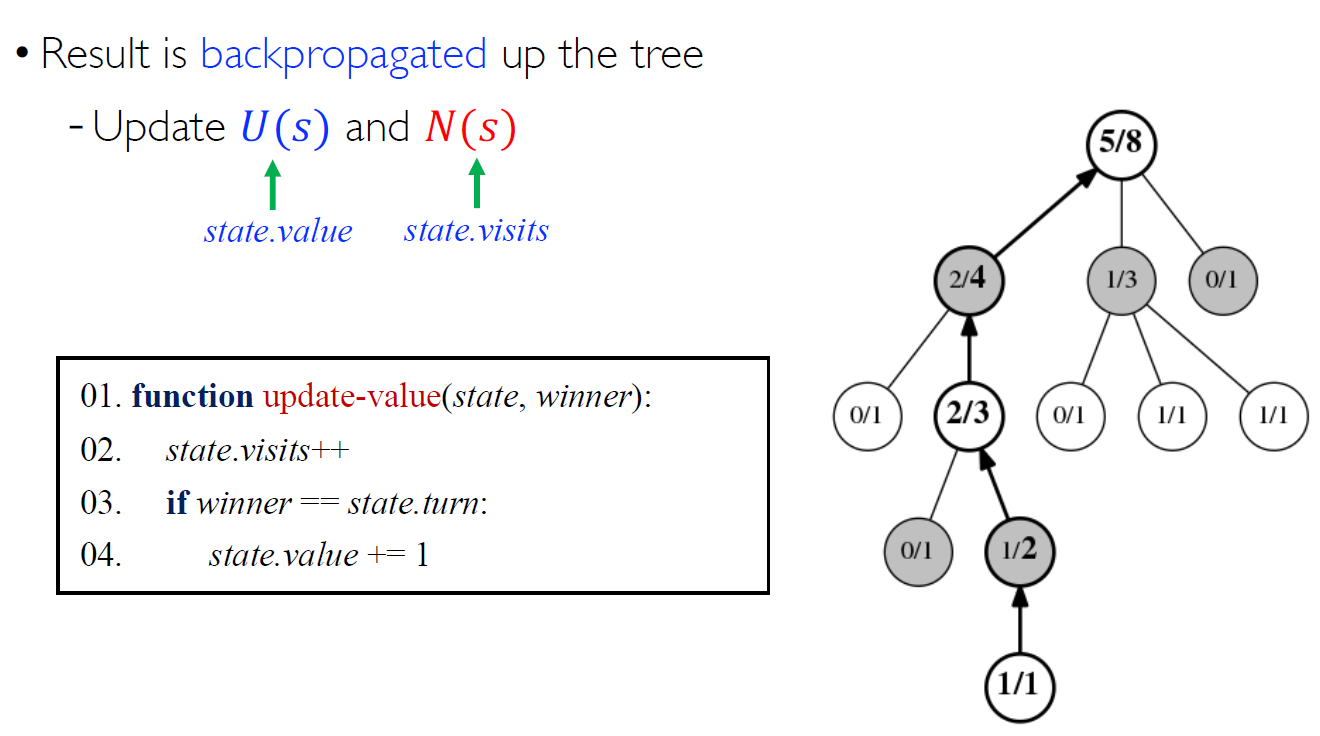 • Result is backpropagated up the tree
- Update U(s) and N(s)
state.value state.visits
01. function update-value(state, winner):
02. state.visits++
03. if winner == state.turn:
04. state.value += 1
5/8
2/4 1/3 0/1
0/1 2/3 0/1 1/1 1/1
0/1 1/2
1/1